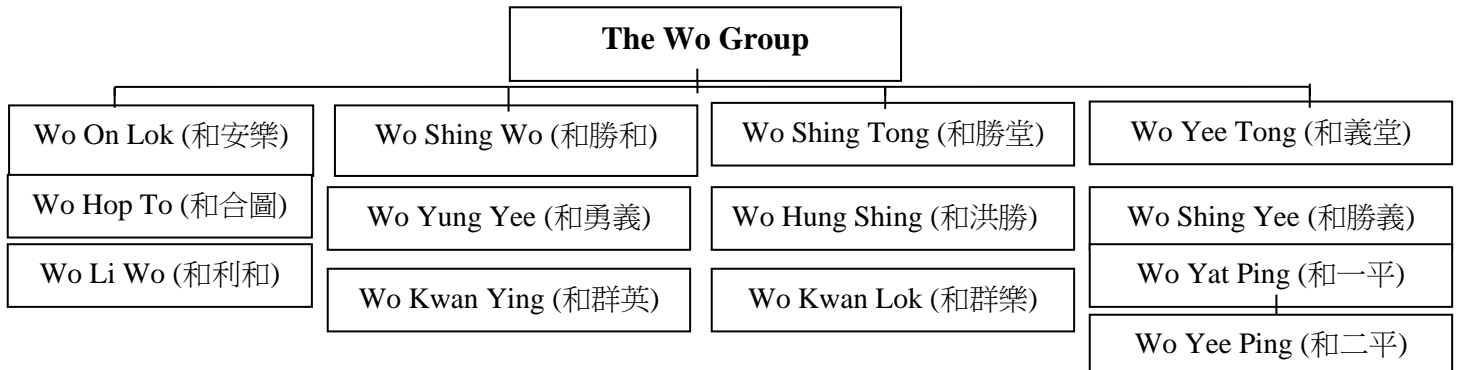 The Wo Group
Wo On Lok (和安樂)
Wo Shing Wo (和勝和)
Wo Shing Tong (和勝堂)
Wo Yee Tong (和義堂)
Wo Hop To (和合圖)
Wo Yung Yee (和勇義)
Wo Hung Shing (和洪勝)
Wo Shing Yee (和勝義)
Wo Li Wo (和利和)
Wo Kwan Ying (和群英)
Wo Kwan Lok (和群樂)
Wo Yat Ping (和一平)
Wo Yee Ping (和二平)